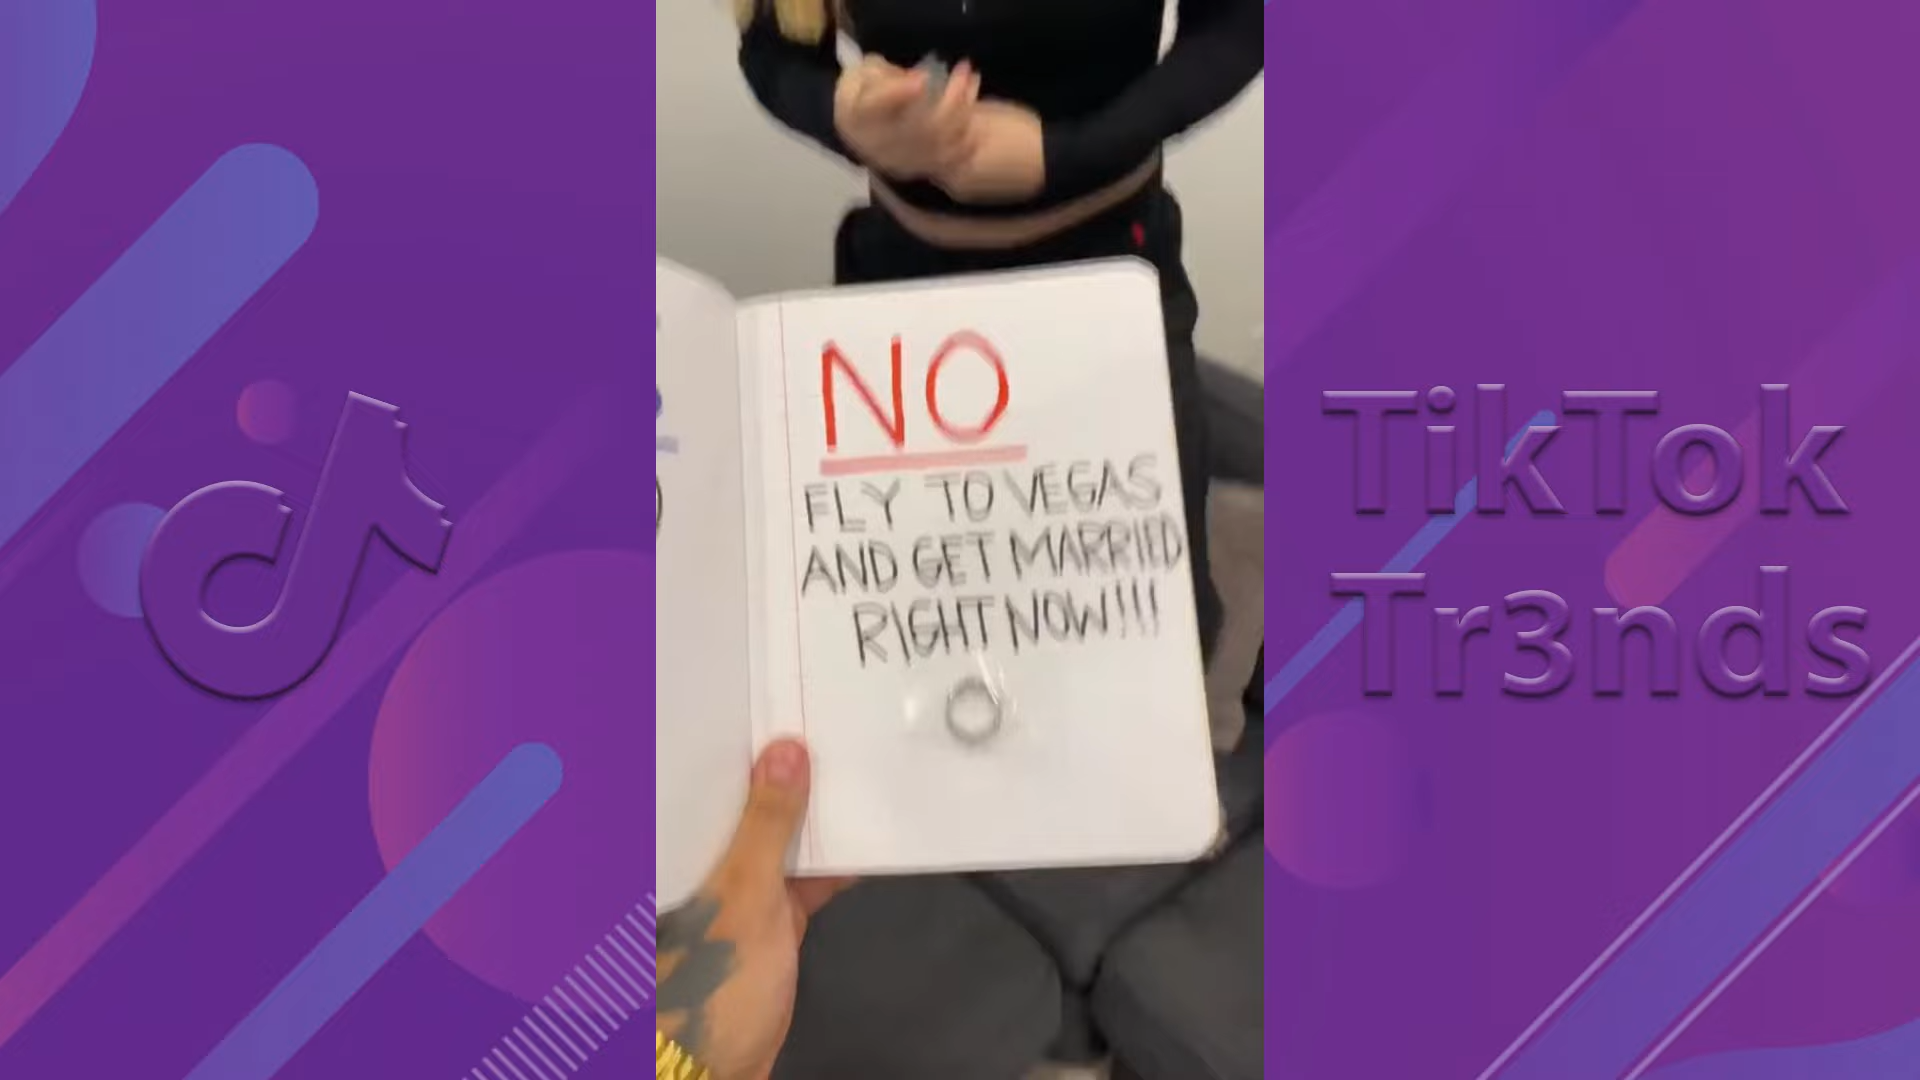 NO
FLY TO VEGAS
AND GET MARRIED
RIGHT NOW!!!
TikTok
Tr3nds